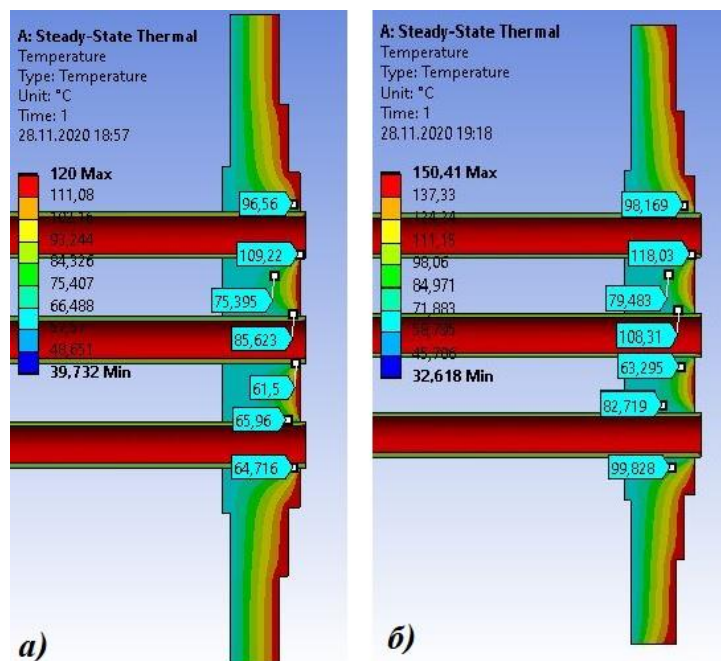 A: Steady-State Thermal
Temperature
Type: Temperature
Unit: °C
Time: 1
28.11.2020 18:57
120 Max
111,08
93,244
84,326
75,407
66,488
48,651
39,732 Min
96,56
109,22
75,395
85,623
61,5
65,96
64,716
а)
A: Steady-State Thermal
Temperature
Type: Temperature
Unit: °C
Time: 1
28.11.2020 19:18
150,41 Max
137,33
111,15
98,06
84,971
71,883
58,795
45,706
32,618 Min
98,169
118,03
79,483
108,31
63,295
82,719
99,828
б)